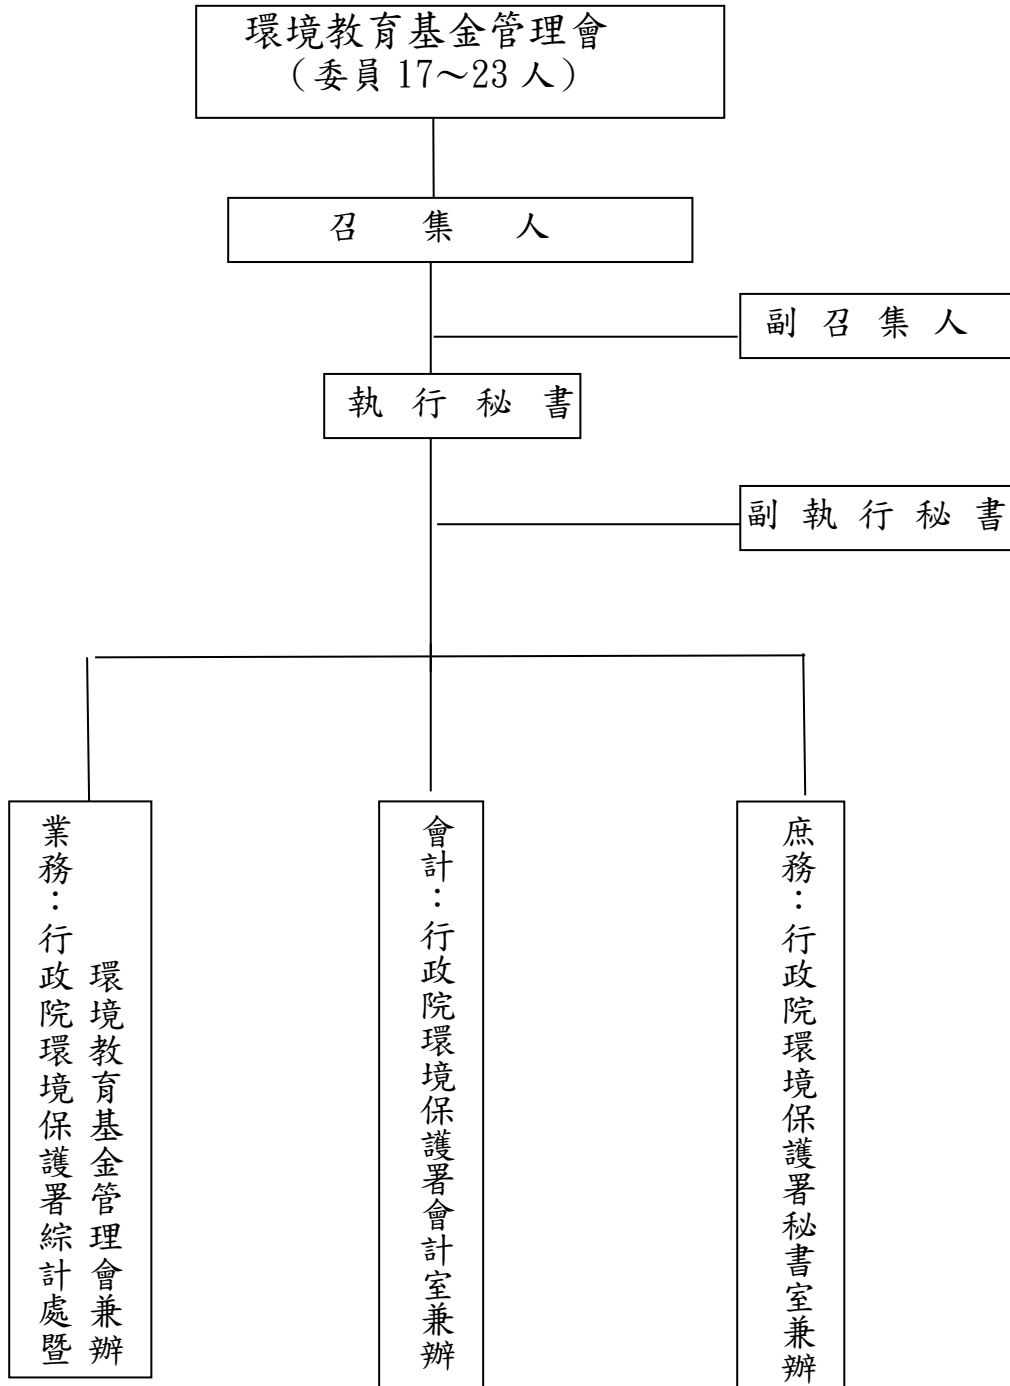 環境教育基金管理會
（委員 17～23 人）
召集人
副召集人
執行秘書
副執行秘書
業務：行政院環境保護署綜計處暨
環境教育基金管理會兼辦
會計：行政院環境保護署會計室兼辦
庶務：行政院環境保護署秘書室兼辦